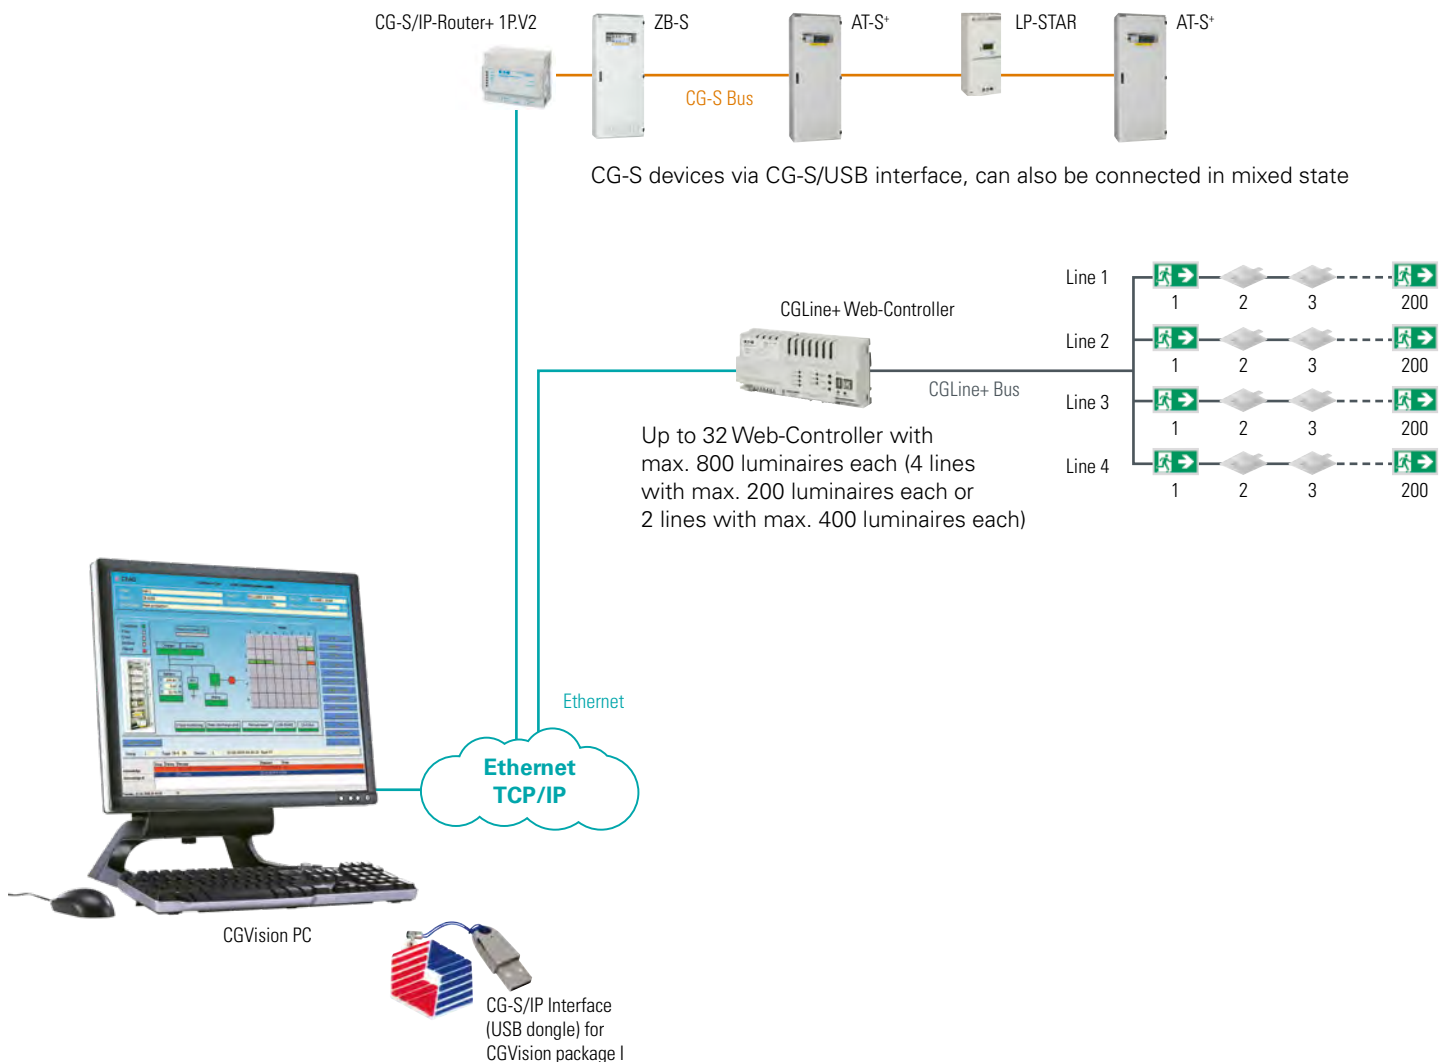 CG-S/IP-Router+ 1P.V2
ZB-S
AT-S+
LP-STAR
AT-S+
CG-S Bus
CG-S devices via CG-S/USB interface, can also be connected in mixed state
CGLine+ Web-Controller
CGLine+ Bus
Line 1
1 2 3 200
Line 2
1 2 3 200
Line 3
1 2 3 200
Line 4
1 2 3 200
Up to 32 Web-Controller with
max. 800 luminaires each (4 lines
with max. 200 luminaires each or
2 lines with max. 400 luminaires each)
Ethernet
Ethernet
TCP/IP
CGVision PC
CG-S/IP Interface
(USB dongle) for
CGVision package I